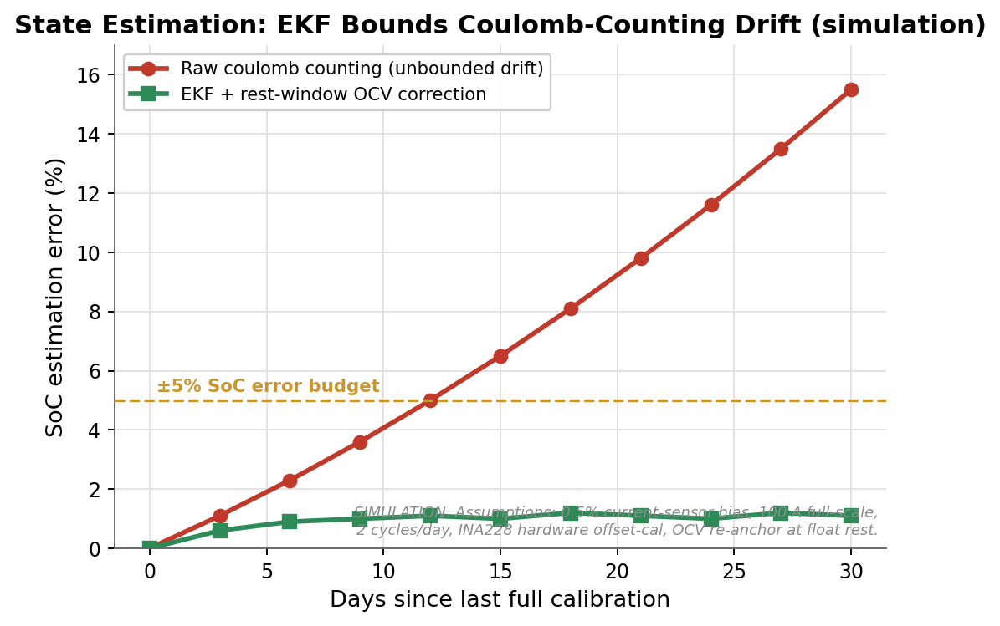 State Estimation: EKF Bounds Coulomb-Counting Drift (simulation)
Raw coulomb counting (unbounded drift)
EKF + rest-window OCV correction
SoC estimation error (%)
16
14
12
10
8
6
4
2
0
±5% SoC error budget
SIMULATION. Assumptions: 0.5% current-sensor bias, 100 A full-scale,
2 cycles/day, INA228 hardware offset-cal, OCV re-anchor at float rest.
0 5 10 15 20 25 30
Days since last full calibration